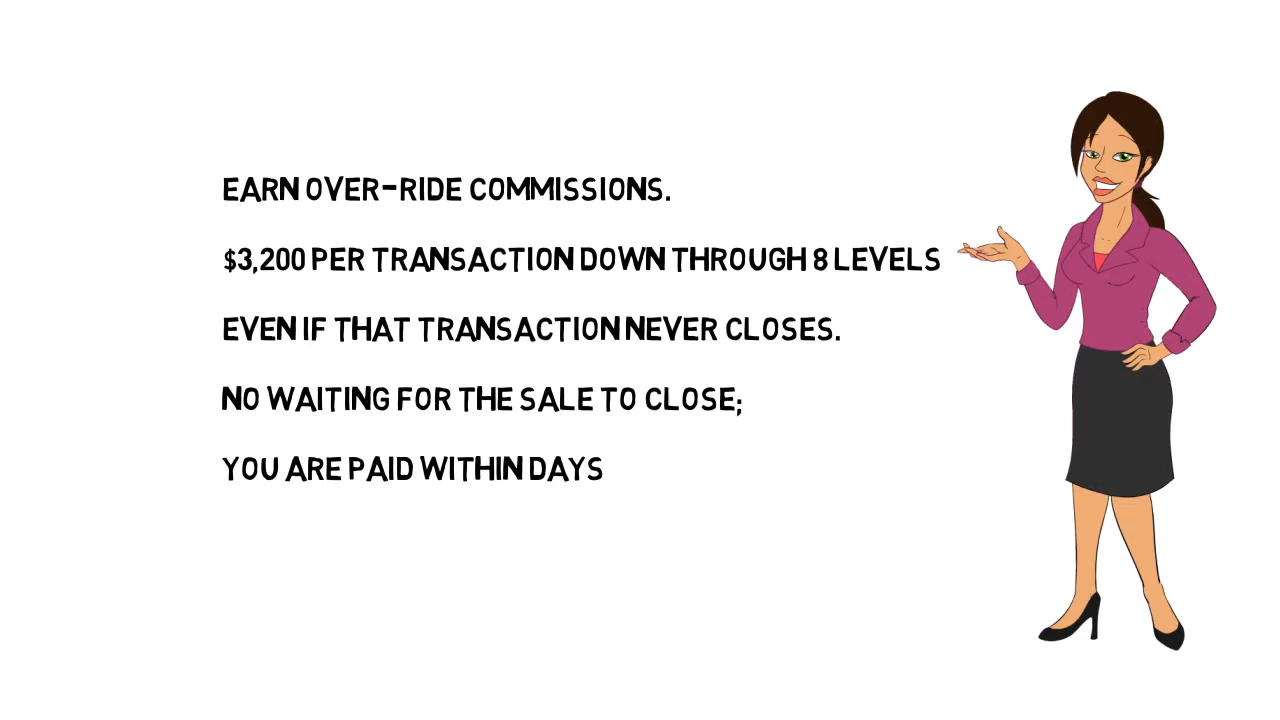 EARN OVER-RIDE COMMISSIONS.
$3,200 PER TRANSACTION DOWN THROUGH 8 LEVELS
EVEN IF THAT TRANSACTION NEVER CLOSES.
NO WAITING FOR THE SALE TO CLOSE;
YOU ARE PAID WITHIN DAYS